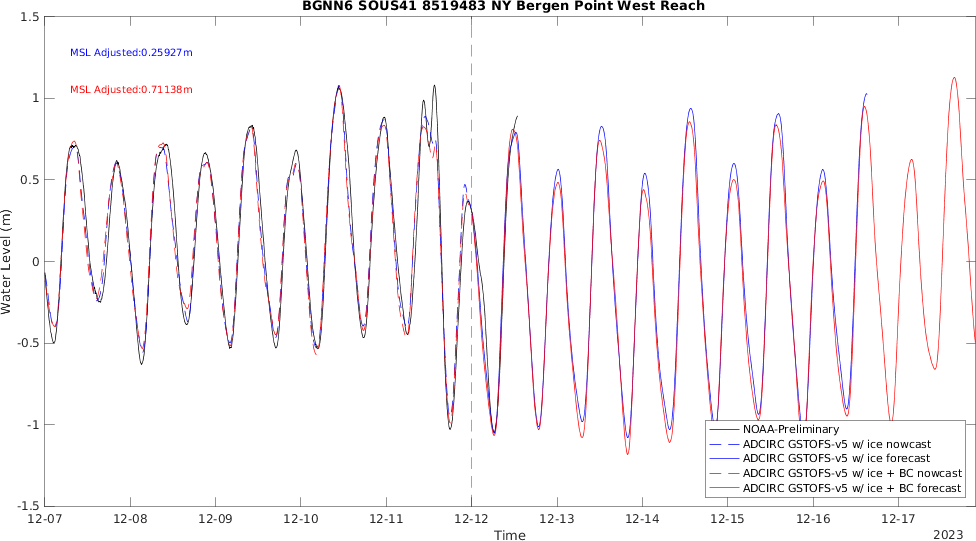 BGNN6 SOUS41 8519483 NY Bergen Point West Reach
1.5
MSL Adjusted:0.25927m
MSL Adjusted:0.71138m
1
0.5
0
-0.5
-1
-1.5
Water Level (m)
NOAA-Preliminary
ADCIRC GSTOFS-v5 w/ ice nowcast
ADCIRC GSTOFS-v5 w/ ice forecast
ADCIRC GSTOFS-v5 w/ ice + BC nowcast
ADCIRC GSTOFS-v5 w/ ice + BC forecast
12-07 12-08 12-09 12-10 12-11 12-12 12-13 12-14 12-15 12-16 12-17
Time
2023